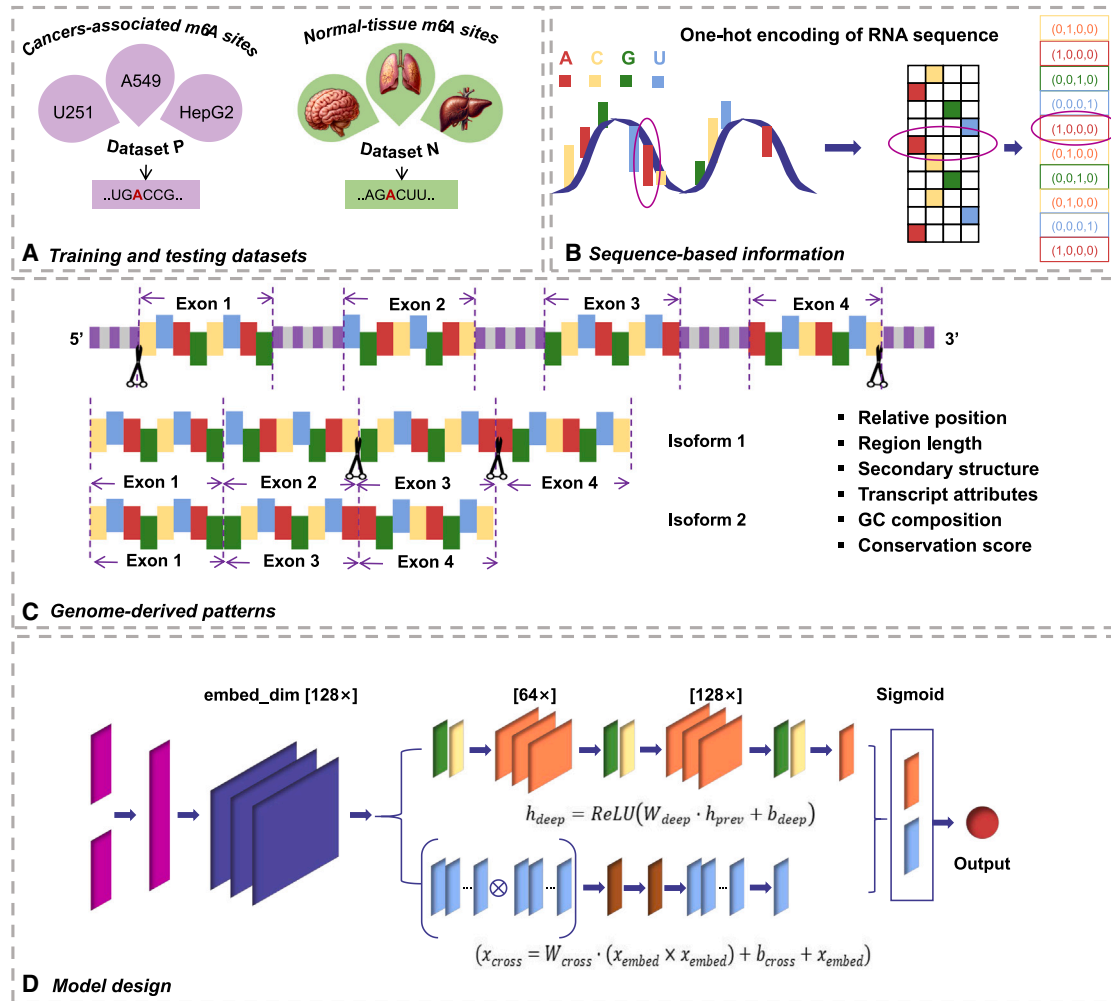 Cancers-associated m6A sites
U251
A549
HepG2
Dataset P
..UGACCG..
Normal-tissue m6A sites
Dataset N
..AGACUU..
A Training and testing datasets
One-hot encoding of RNA sequence
A C G U
(0,1,0,0)
(1,0,0,0)
(0,0,1,0)
(0,0,0,1)
(1,0,0,0)
(0,1,0,0)
(0,0,1,0)
(0,1,0,0)
(0,0,0,1)
(1,0,0,0)
B Sequence-based information
Exon 1 Exon 2 Exon 3 Exon 4
5’ 3’
Isoform 1
Exon 1 Exon 2 Exon 3 Exon 4
Isoform 2
Exon 1 Exon 3 Exon 4
▪ Relative position
▪ Region length
▪ Secondary structure
▪ Transcript attributes
▪ GC composition
▪ Conservation score
C Genome-derived patterns
embed_dim [128×] [64×] [128×] Sigmoid
h_deep = ReLU(W_deep · h_prev + b_deep)
...⊗...
...
Output
(x_cross = W_cross · (x_embed × x_embed) + b_cross + x_embed)
D Model design